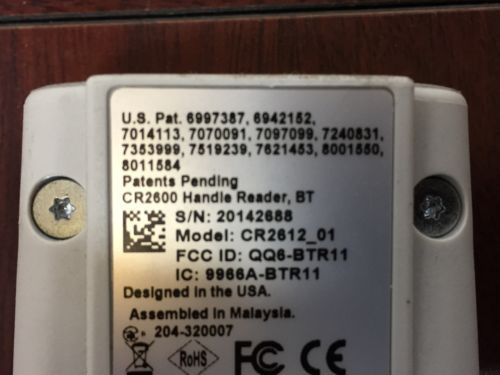 U.S. Pat. 6997387, 6942152,
7014113, 7070091, 7097099, 7240831,
7353999, 7519239, 7621453, 8001550,
8011584
Patents Pending
CR2600 Handle Reader, BT
S/N: 20142688
Model: CR2612_01
FCC ID: QQ6-BTR11
IC: 9966A-BTR11
Designed in the USA.
Assembled in Malaysia.
204-320007
RoHS FC CE